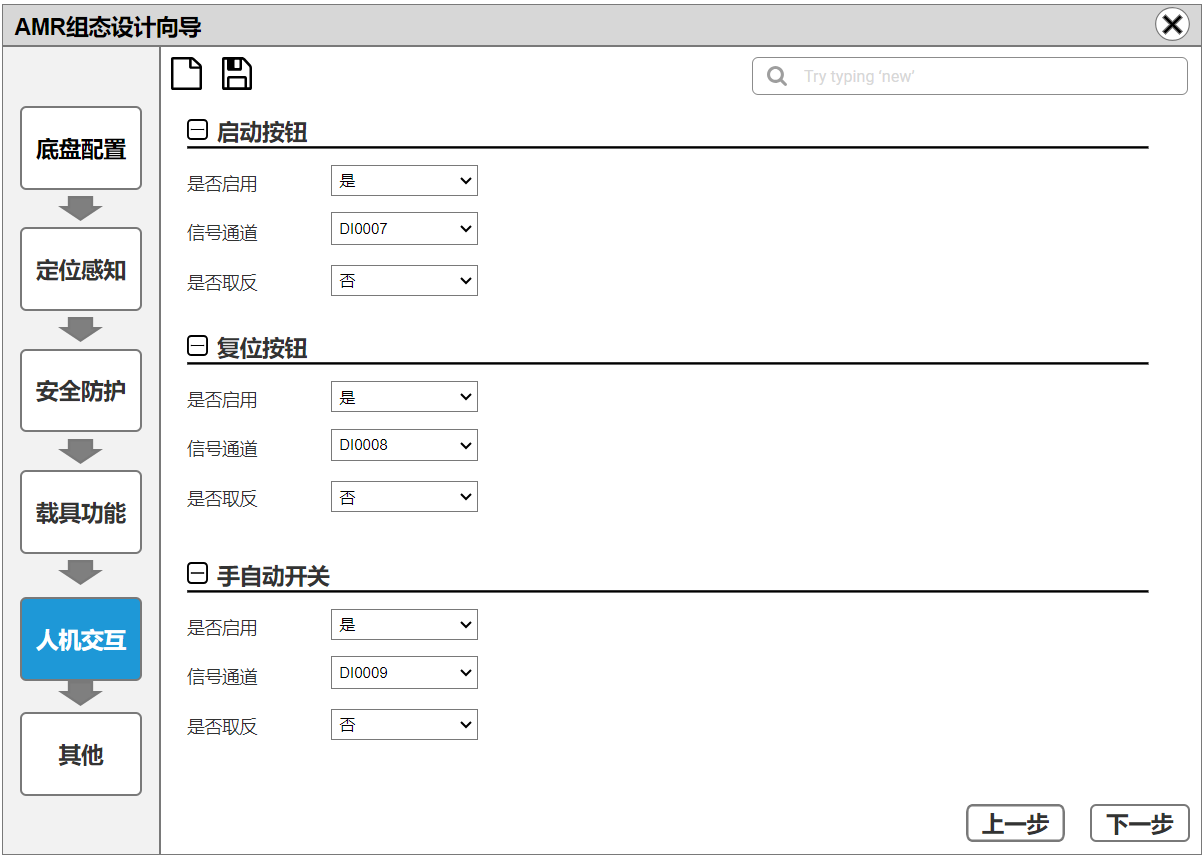 AMR组态设计向导
Try typing 'new'
底盘配置
定位感知
安全防护
载具功能
人机交互
其他
启动按钮
是否启用 是
信号通道 DI0007
是否取反 否
复位按钮
是否启用 是
信号通道 DI0008
是否取反 否
手自动开关
是否启用 是
信号通道 DI0009
是否取反 否
上一步 下一步